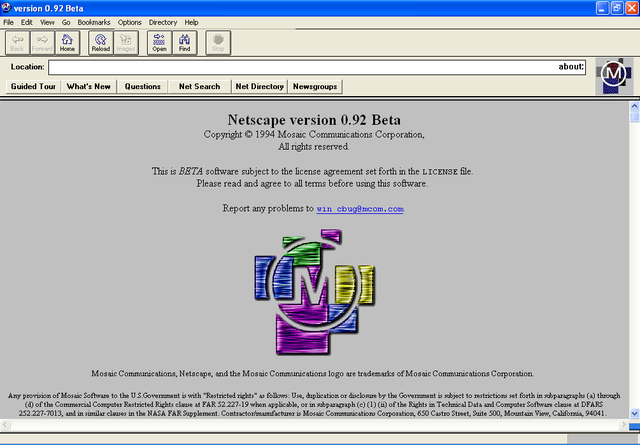 version 0.92 Beta
File Edit View Bookmarks Options Directory Help
Back Forward Home Reload Images Open Find Stop
Location: about:
Guided Tour What's New Questions Net Search Net Directory Newsgroups
Netscape version 0.92 Beta
Copyright © 1994 Mosaic Communications Corporation,
All rights reserved.
This is BETA software subject to the license agreement set forth in the LICENSE file.
Please read and agree to all terms before using this software.
Report any problems to win_cbug@mcom.com.
M
M
Mosaic Communications, Netscape, and the Mosaic Communications logo are trademarks of Mosaic Communications Corporation.
Any provision of Mosaic Software to the U.S.Government is with "Restricted rights" as follows: Use, duplication or disclosure by the Government is subject to restrictions set forth in subparagraphs (a) through
(d) of the Commercial Computer Restricted Rights clause at FAR 52.227-19 when applicable, or in subparagraph (c) (1) (ii) of the Rights in Technical Data and Computer Software clause at DFARS
252.227-7013, and in similar clauses in the NASA FAR Supplement. Contractor/manufacturer is Mosaic Communications Corporation, 650 Castro Street, Suite 500, Mountain View, California, 94041.